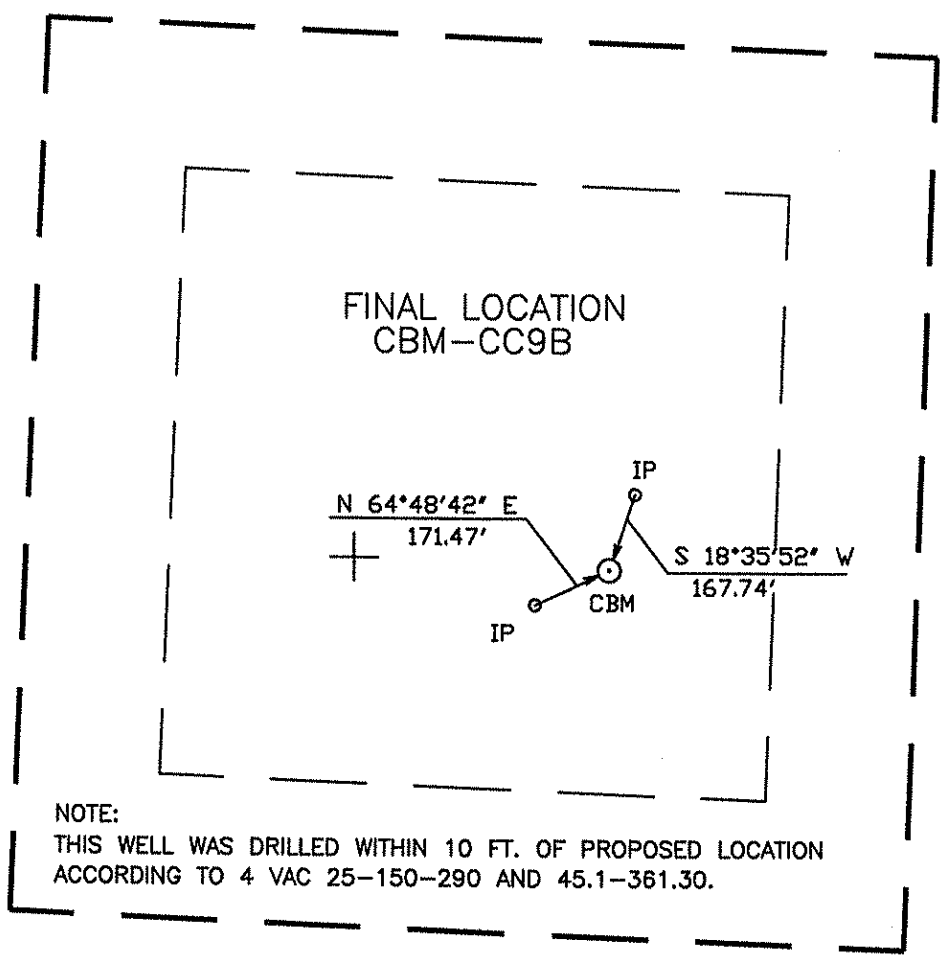 FINAL LOCATION
CBM-CC9B
IP
N 64°48'42" E
171.47'
S 18°35'52" W
167.74'
CBM
IP
NOTE:
THIS WELL WAS DRILLED WITHIN 10 FT. OF PROPOSED LOCATION
ACCORDING TO 4 VAC 25-150-290 AND 45.1-361.30.